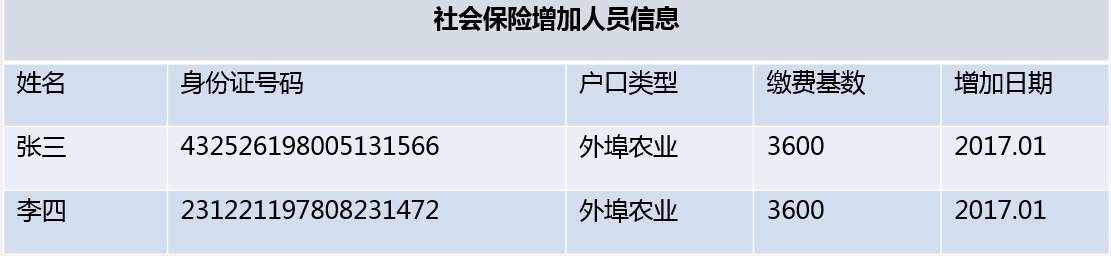 社会保险增加人员信息
姓名 身份证号码 户口类型 缴费基数 增加日期
张三 432526198005131566 外埠农业 3600 2017.01
李四 231221197808231472 外埠农业 3600 2017.01